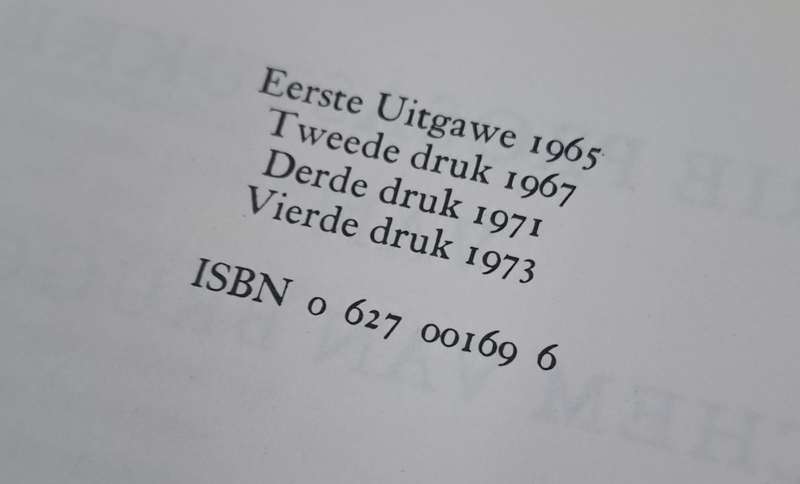 Eerste Uitgawe 1965
Tweede druk 1967
Derde druk 1971
Vierde druk 1973
ISBN 0 627 00169 6